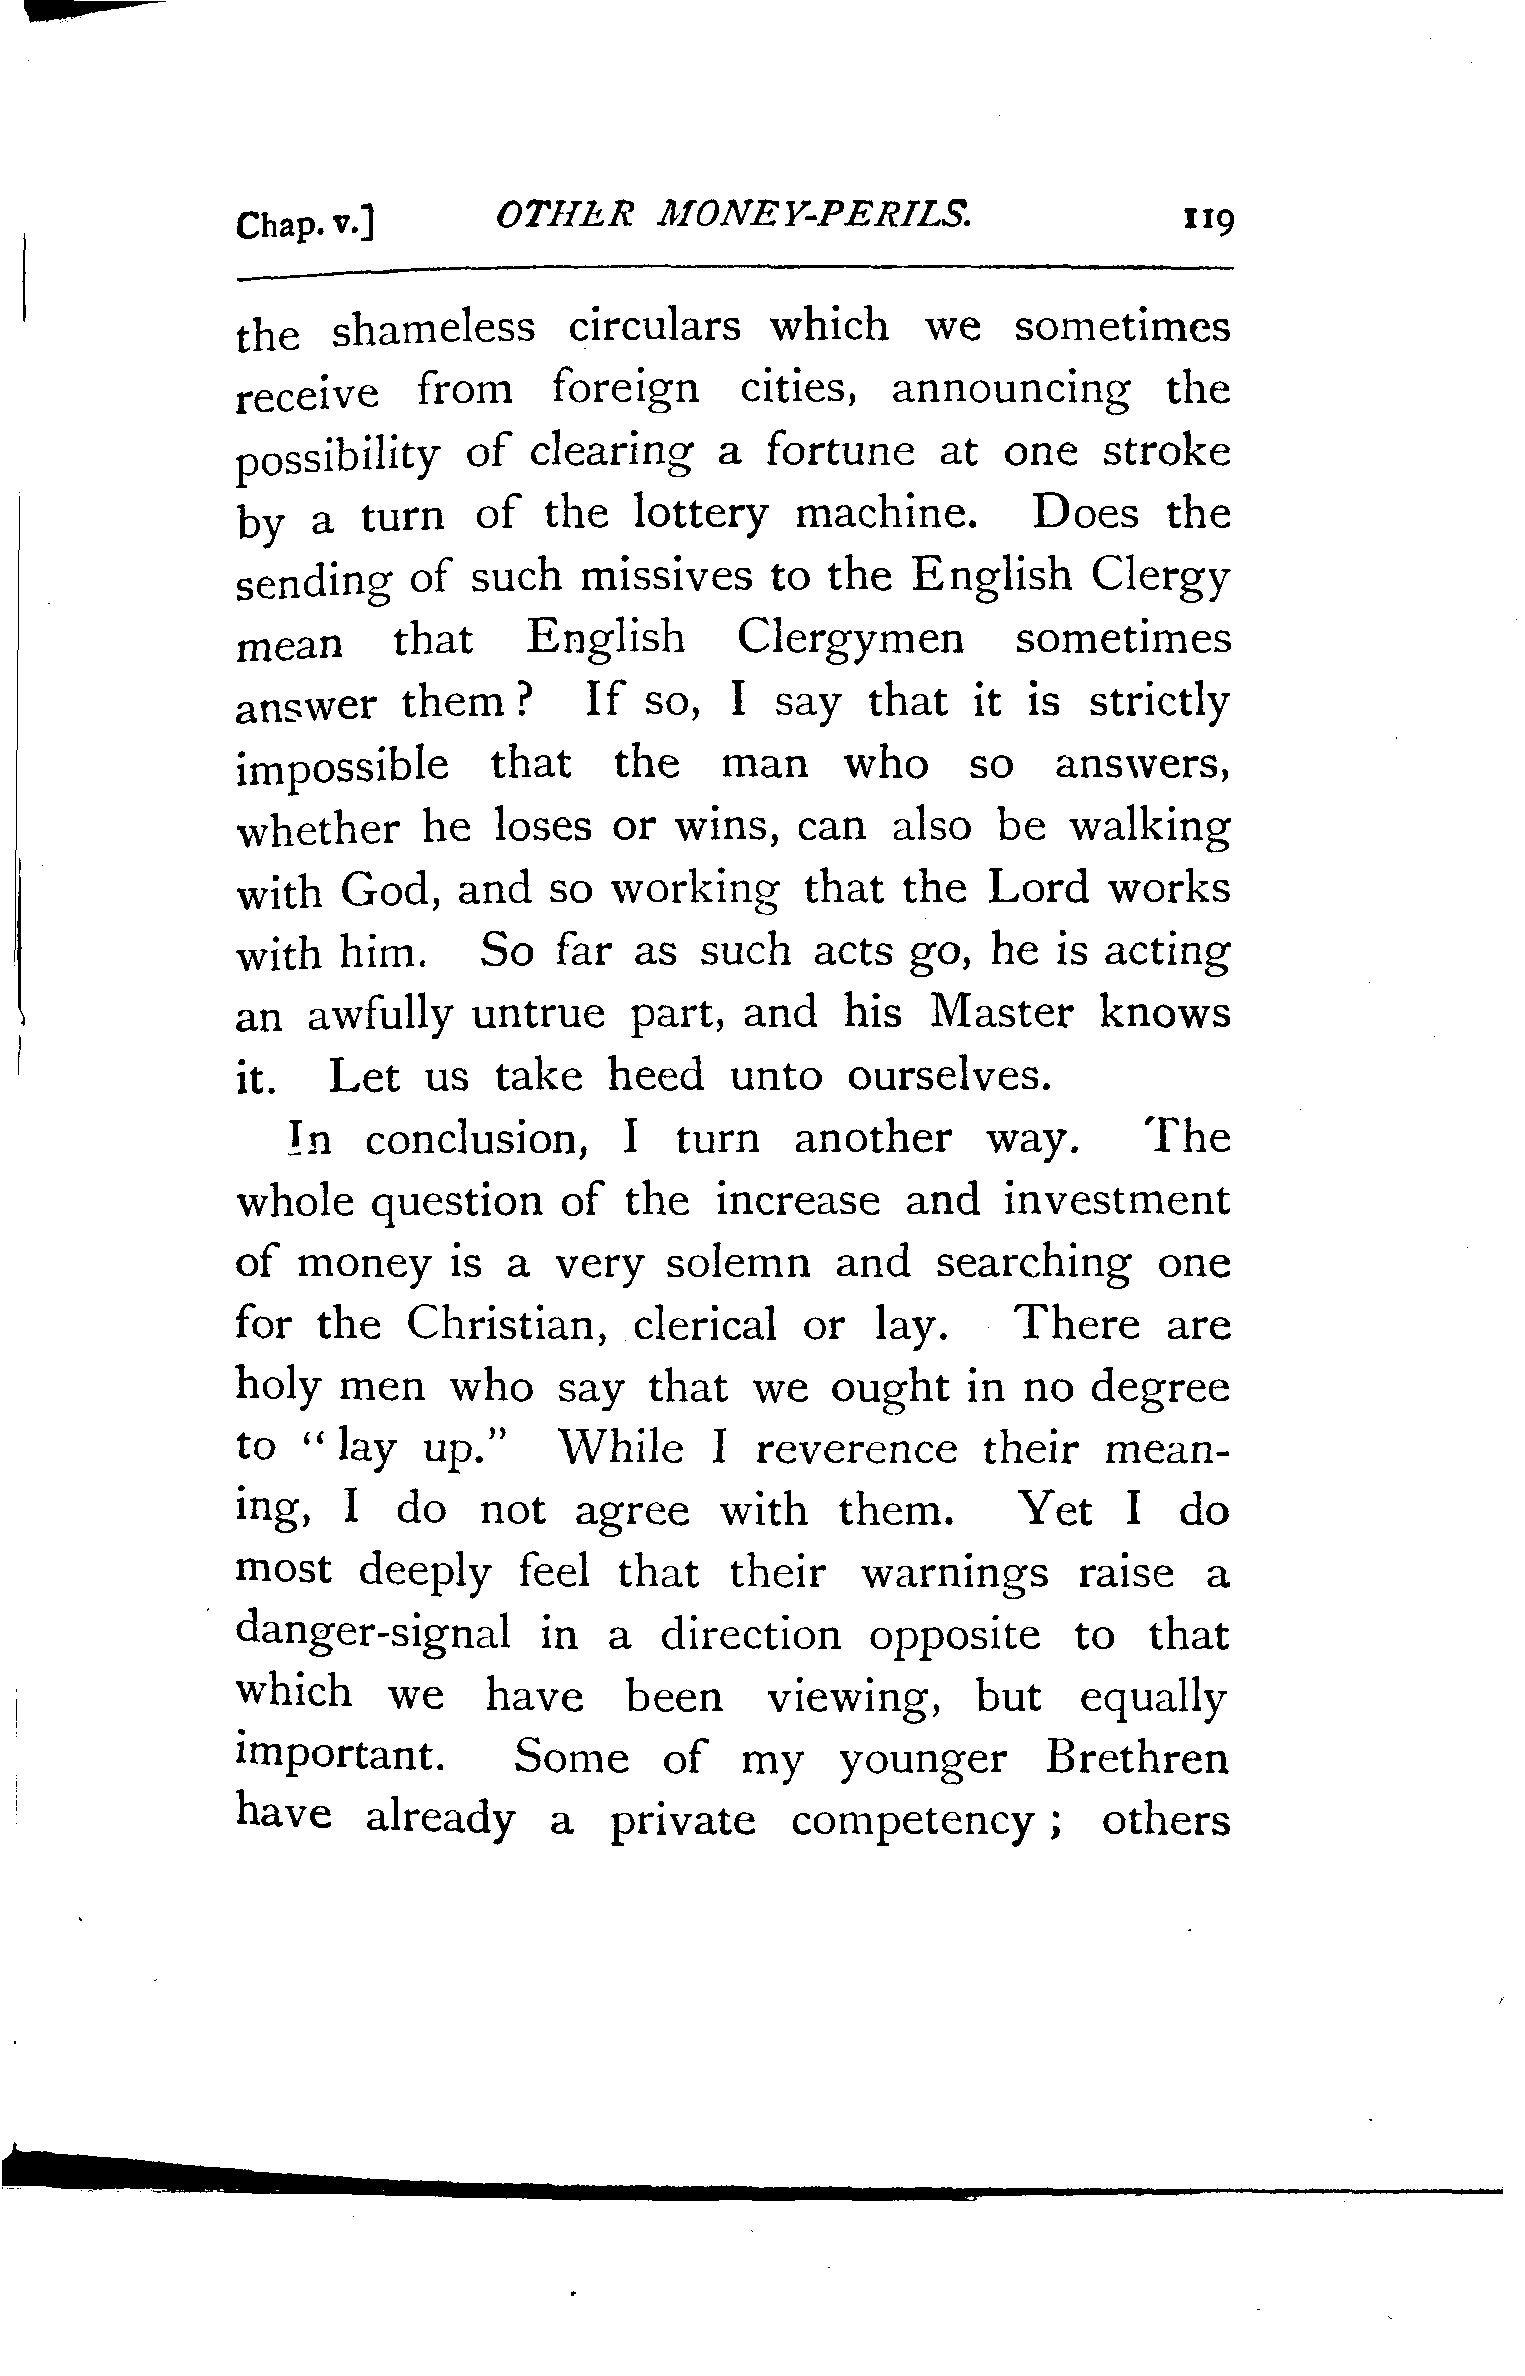 Chap. v.] OTHER MONEY-PERILS. 119
the shameless circulars which we sometimes
receive from foreign cities, announcing the
possibility of clearing a fortune at one stroke
by a turn of the lottery machine. Does the
sending of such missives to the English Clergy
mean that English Clergymen sometimes
answer them? If so, I say that it is strictly
impossible that the man who so answers,
whether he loses or wins, can also be walking
with God, and so working that the Lord works
with him. So far as such acts go, he is acting
an awfully untrue part, and his Master knows
it. Let us take heed unto ourselves.
In conclusion, I turn another way. The
whole question of the increase and investment
of money is a very solemn and searching one
for the Christian, clerical or lay. There are
holy men who say that we ought in no degree
to "lay up." While I reverence their mean-
ing, I do not agree with them. Yet I do
most deeply feel that their warnings raise a
danger-signal in a direction opposite to that
which we have been viewing, but equally
important. Some of my younger Brethren
have already a private competency; others